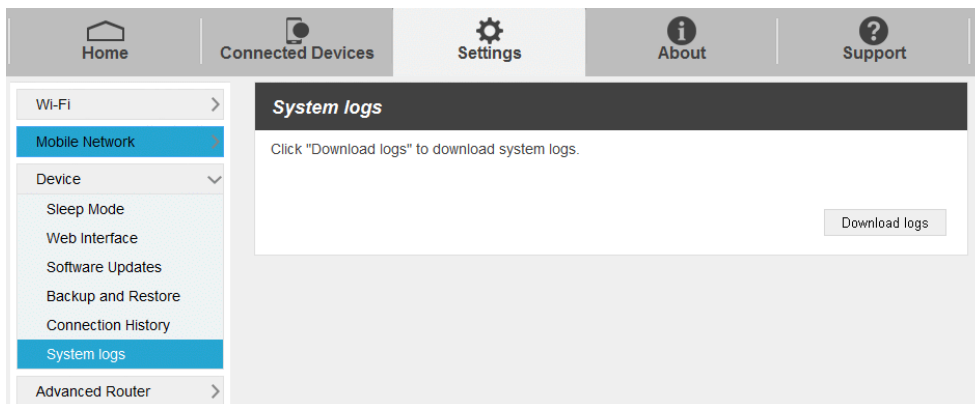 Home
Connected Devices
Settings
About
Support
Wi-Fi
Mobile Network
Device
Sleep Mode
Web Interface
Software Updates
Backup and Restore
Connection History
System logs
Advanced Router
System logs
Click "Download logs" to download system logs.
Download logs